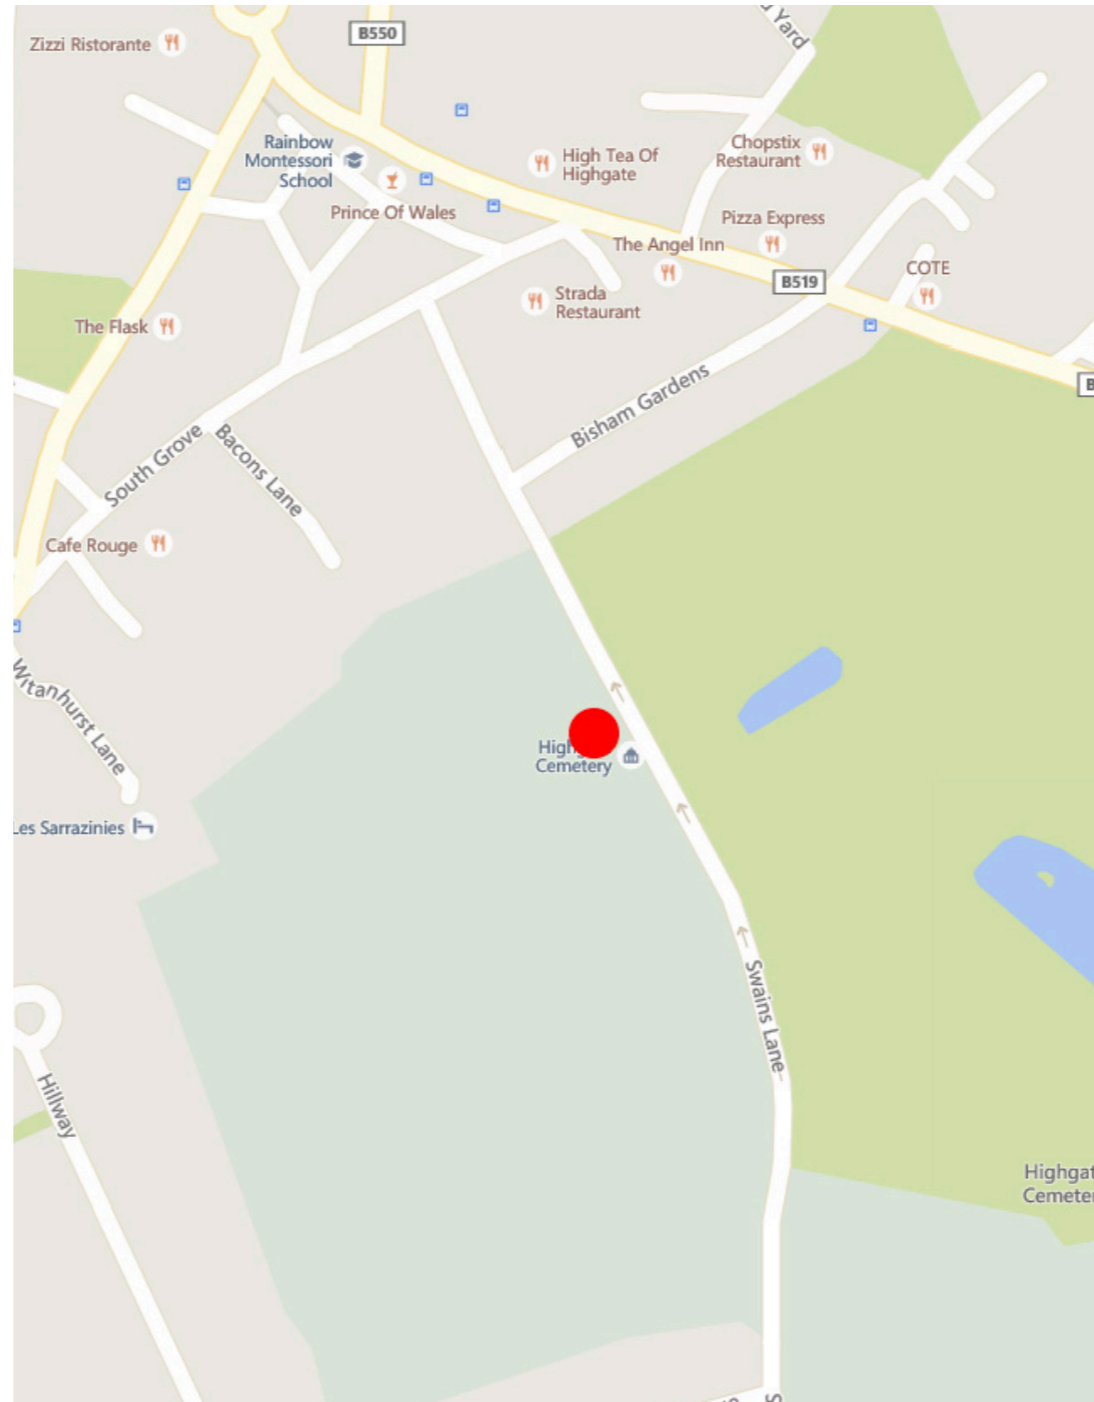 B550
Zizzi Ristorante
Yard
Rainbow
Montessori
School
High Tea Of
Highgate
Chopstix
Restaurant
Prince Of Wales
Pizza Express
The Angel Inn
B519
COTE
Strada
Restaurant
The Flask
Bisham Gardens
South Grove
Bacons Lane
Cafe Rouge
Witanhurst Lane
Cemetery
Les Sarrazinies
Swains Lane
Hillway
Highgat
Cemete